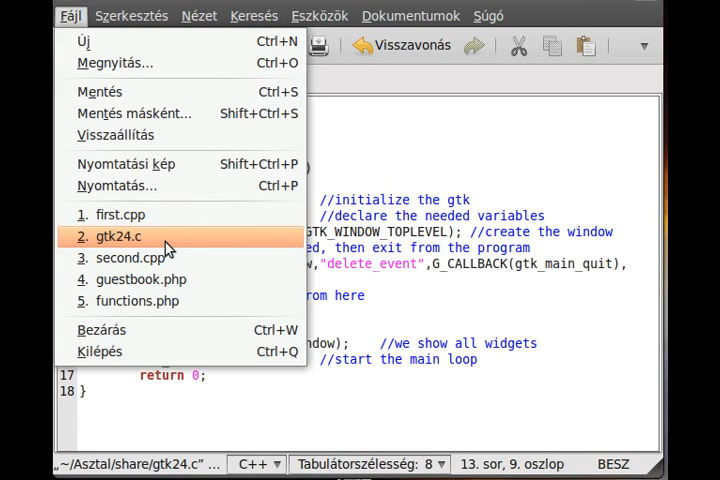 Fájl Szerkesztés Nézet Keresés Eszközök Dokumentumok Súgó
Visszavonás
Új Ctrl+N
Megnyitás... Ctrl+O
Mentés Ctrl+S
Mentés másként... Shift+Ctrl+S
Visszaállítás
Nyomtatási kép Shift+Ctrl+P
Nyomtatás... Ctrl+P
1. first.cpp
2. gtk24.c
3. second.cpp
4. guestbook.php
5. functions.php
Bezárás Ctrl+W
Kilépés Ctrl+Q
)
//initialize the gtk
//declare the needed variables
GTK_WINDOW_TOPLEVEL); //create the window
ed, then exit from the program
w,"delete_event",G_CALLBACK(gtk_main_quit),
rom here
ndow); //we show all widgets
//start the main loop
17 return 0;
18 }
„~/Asztal/share/gtk24.c” ... C++ Tabulátorszélesség: 8 13. sor, 9. oszlop BESZ